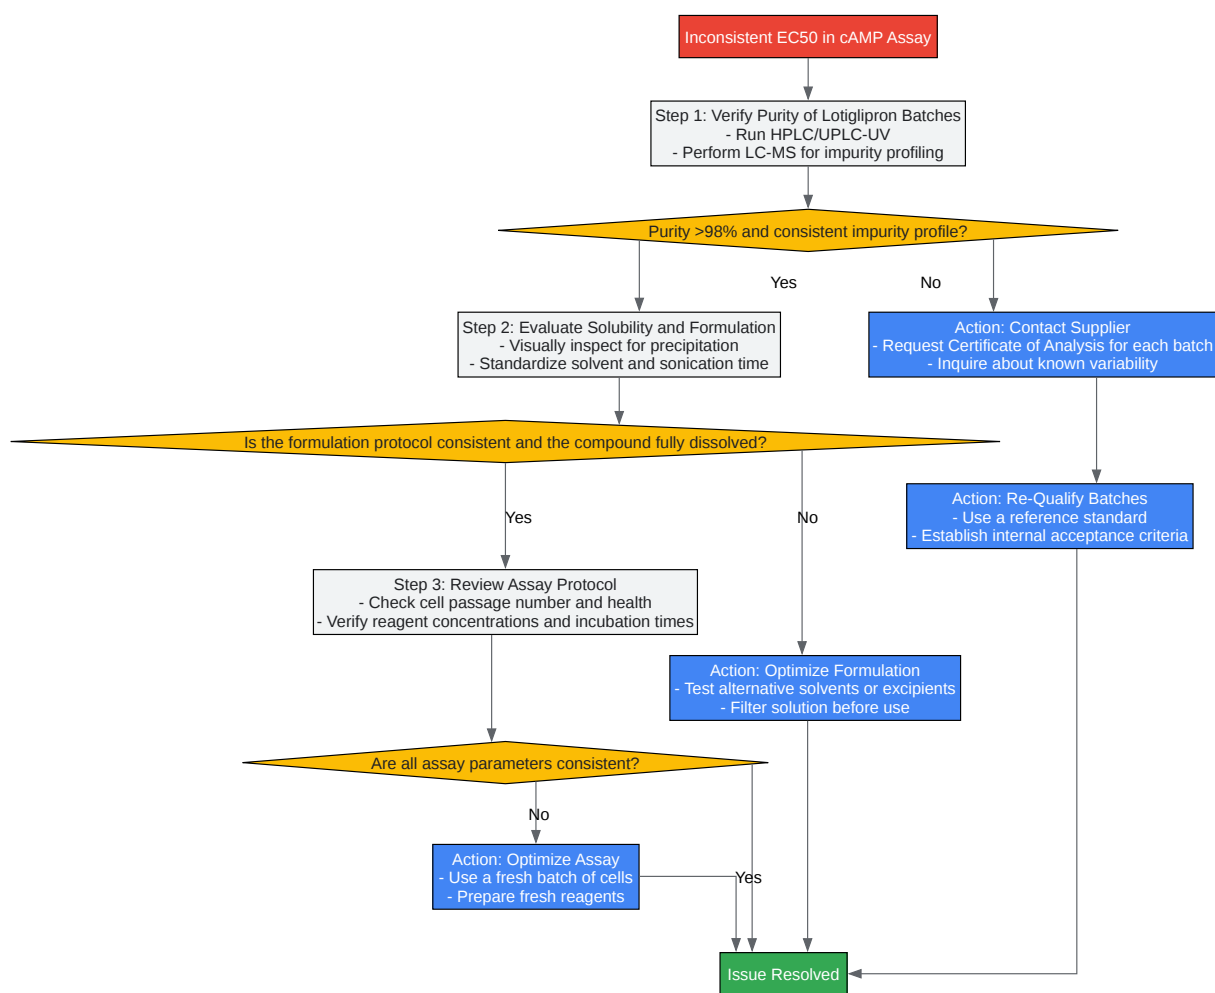 Inconsistent EC50 in cAMP Assay
Step 1: Verify Purity of Lotiglipron Batches
- Run HPLC/UPLC-UV
- Perform LC-MS for impurity profiling
Purity >98% and consistent impurity profile?
Yes
No
Step 2: Evaluate Solubility and Formulation
- Visually inspect for precipitation
- Standardize solvent and sonication time
Action: Contact Supplier
- Request Certificate of Analysis for each batch
- Inquire about known variability
Is the formulation protocol consistent and the compound fully dissolved?
Action: Re-Qualify Batches
- Use a reference standard
- Establish internal acceptance criteria
Yes
No
Step 3: Review Assay Protocol
- Check cell passage number and health
- Verify reagent concentrations and incubation times
Action: Optimize Formulation
- Test alternative solvents or excipients
- Filter solution before use
Are all assay parameters consistent?
No
Action: Optimize Assay
- Use a fresh batch of cells
- Prepare fresh reagents
Yes
Issue Resolved